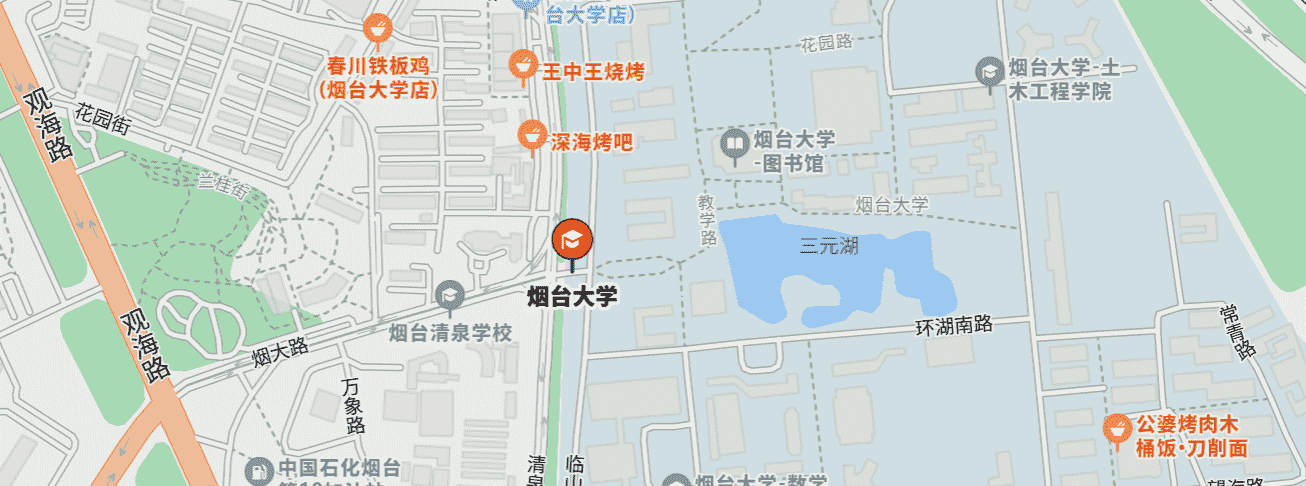 台大学店)
春川铁板鸡
(烟台大学店)
王中王烧烤
花园路
烟台大学-土
木工程学院
观海路
花园街
深海烤吧
烟台大学
-图书馆
兰桂街
教学路
烟台大学
三元湖
烟台大学
烟台清泉学校
环湖南路
常青路
观海路
烟大路
万象路
公婆烤肉木
桶饭·刀削面
中国石化烟台
清泉
临山
烟台大学-数学
望海路